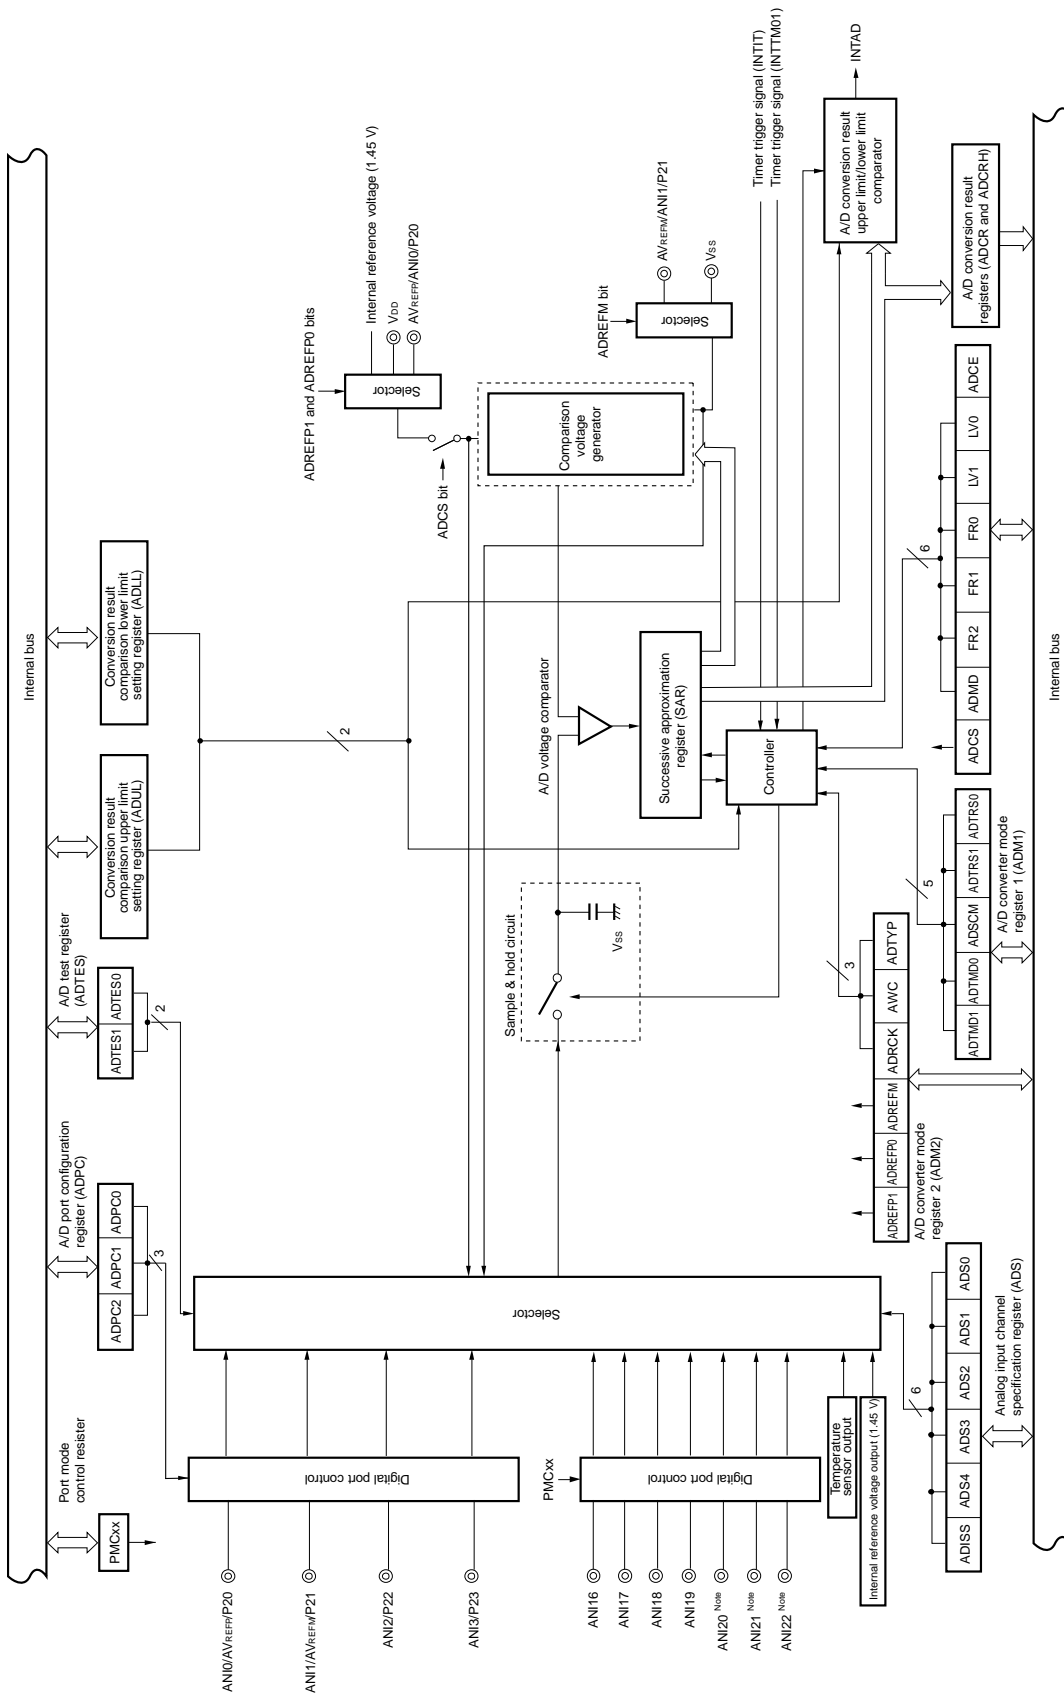 Internal bus
Port mode
control resister
PMCxx
A/D port configuration
register (ADPC)
ADPC2
ADPC1
ADPC0
3
A/D test register
(ADTES)
ADTES1
ADTES0
2
Conversion result
comparison upper limit
setting register (ADUL)
Conversion result
comparison lower limit
setting register (ADLL)
2
ADREFP1 and ADREFP0 bits
Internal reference voltage (1.45 V)
VDD
AVREFP/ANI0/P20
Selector
ADCS bit
Comparison
voltage
generator
ADREFM bit
Selector
AVREFM/ANI1/P21
VSS
ANI0/AVREFP/P20
ANI1/AVREFM/P21
ANI2/P22
ANI3/P23
Digital port control
Selector
Sample & hold circuit
VSS
A/D voltage comparator
Successive approximation
register (SAR)
Controller
Timer trigger signal (INTIT)
Timer trigger signal (INTTM01)
PMCxx
ANI16
ANI17
ANI18
ANI19
ANI20 Note
ANI21 Note
ANI22 Note
Digital port control
Temperature
sensor output
Internal reference voltage output (1.45 V)
A/D conversion result
upper limit/lower limit
comparator
INTAD
6
ADISS
ADS4
ADS3
ADS2
ADS1
ADS0
Analog input channel
specification register (ADS)
3
ADREFP1
ADREFP0
ADREFM
ADRCK
AWC
ADTYP
A/D converter mode
register 2 (ADM2)
5
ADTMD1
ADTMD0
ADSCM
ADTRS1
ADTRS0
A/D converter mode
register 1 (ADM1)
6
ADCS
ADMD
FR2
FR1
FR0
LV1
LV0
ADCE
A/D conversion result
registers (ADCR and ADCRH)
Internal bus